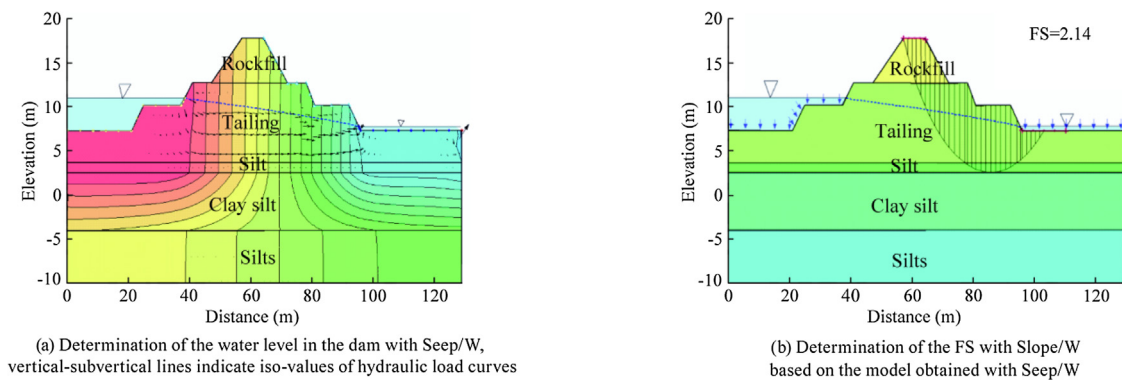 20
15
10
5
0
-5
-10
Elevation (m)
Rockfill
Tailing
Silt
Clay silt
Silts
0 20 40 60 80 100 120
Distance (m)
(a) Determination of the water level in the dam with Seep/W,
vertical-subvertical lines indicate iso-values of hydraulic load curves
20
15
10
5
0
-5
-10
Elevation (m)
FS=2.14
Rockfill
Tailing
Silt
Clay silt
Silts
0 20 40 60 80 100 120
Distance (m)
(b) Determination of the FS with Slope/W
based on the model obtained with Seep/W